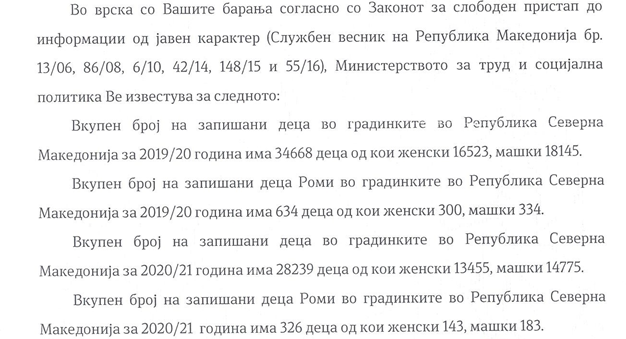 Во врска со Вашите барања согласно со Законот за слободен пристап до
информации од јавен карактер (Службен весник на Република Македонија бр.
13/06, 86/08, 6/10, 42/14, 148/15 и 55/16), Министерството за труд и социјална
политика Ве известува за следното:
Вкупен број на запишани деца во градинките во Република Северна
Македонија за 2019/20 година има 34668 деца од кои женски 16523, машки 18145.
Вкупен број на запишани деца Роми во градинките во Република Северна
Македонија за 2019/20 година има 634 деца од кои женски 300, машки 334.
Вкупен број на запишани деца во градинките во Република Северна
Македонија за 2020/21 година има 28239 деца од кои женски 13455, машки 14775.
Вкупен број на запишани деца Роми во градинките во Република Северна
Македонија за 2020/21 година има 326 деца од кои женски 143, машки 183.